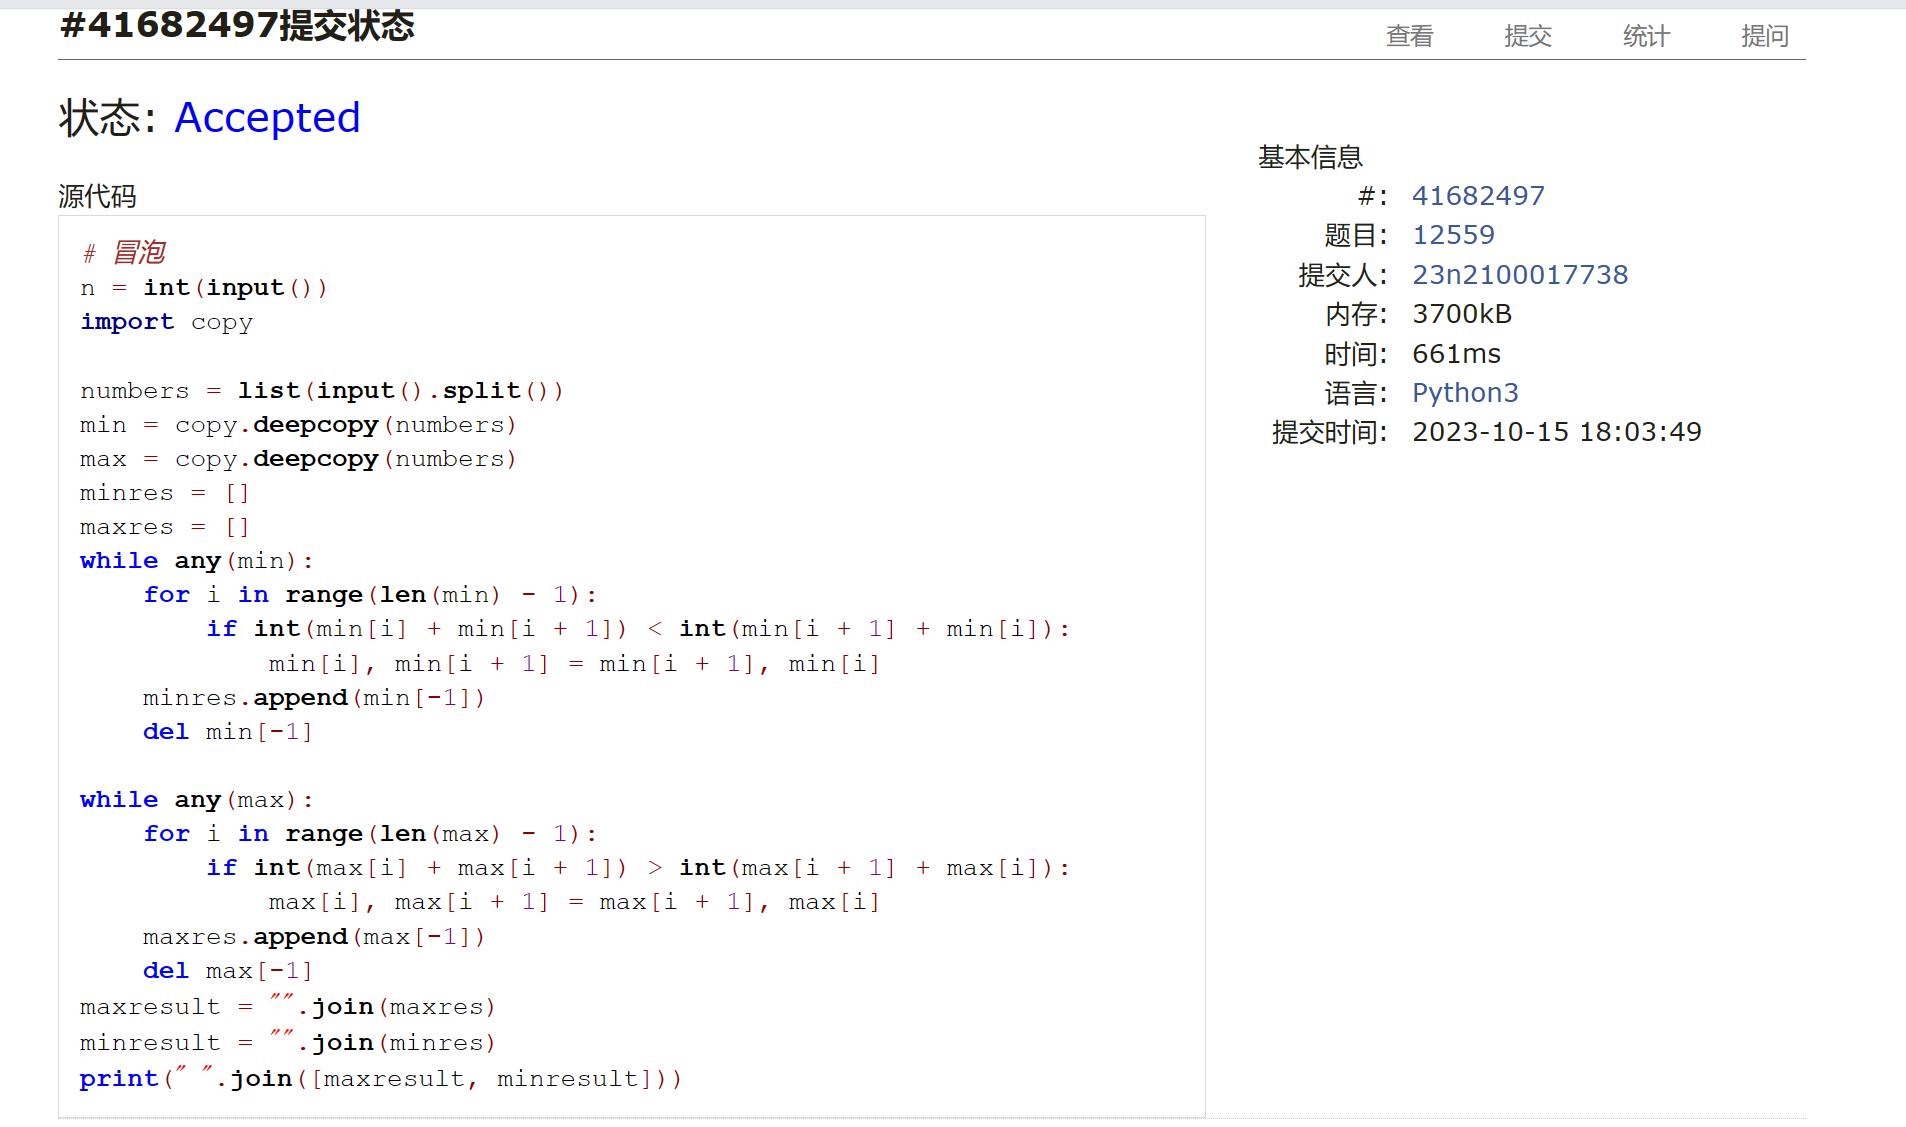 #41682497提交状态
查看 提交 统计 提问
状态: Accepted
源代码
# 冒泡
n = int(input())
import copy

numbers = list(input().split())
min = copy.deepcopy(numbers)
max = copy.deepcopy(numbers)
minres = []
maxres = []
while any(min):
    for i in range(len(min) - 1):
        if int(min[i] + min[i + 1]) < int(min[i + 1] + min[i]):
            min[i], min[i + 1] = min[i + 1], min[i]
    minres.append(min[-1])
    del min[-1]

while any(max):
    for i in range(len(max) - 1):
        if int(max[i] + max[i + 1]) > int(max[i + 1] + max[i]):
            max[i], max[i + 1] = max[i + 1], max[i]
    maxres.append(max[-1])
    del max[-1]
maxresult = "".join(maxres)
minresult = "".join(minres)
print(" ".join([maxresult, minresult]))
基本信息
#: 41682497
题目: 12559
提交人: 23n2100017738
内存: 3700kB
时间: 661ms
语言: Python3
提交时间: 2023-10-15 18:03:49